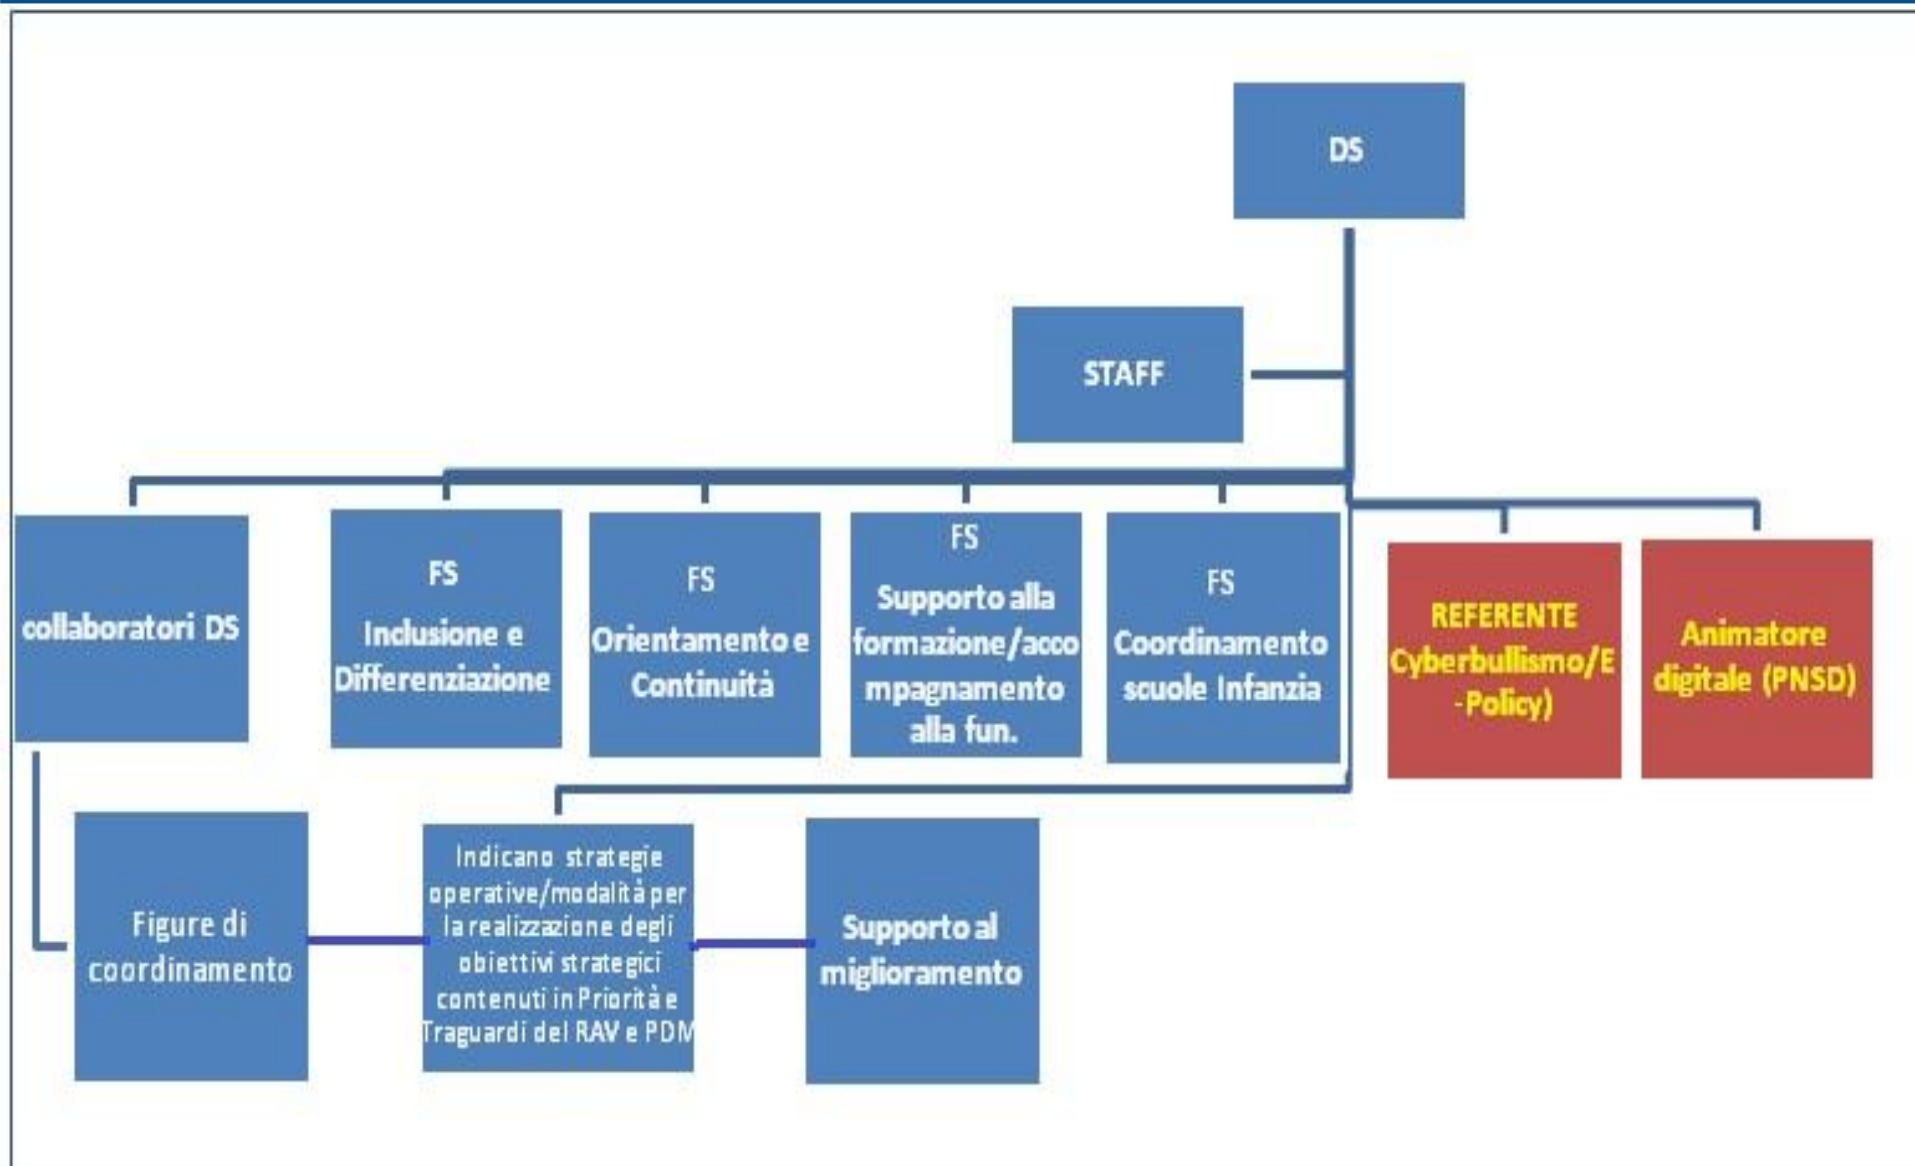 DS
STAFF
collaboratori DS
FS
Inclusione e
Differenziazione
FS
Orientamento e
Continuità
FS
Supporto alla
formazione/acco
mpagnamento
alla fun.
FS
Coordinamento
scuole Infanzia
REFERENTE
Cyberbullismo/E
-Policy)
Animatore
digitale (PNSD)
Figure di
coordinamento
Indicano strategie
operative/modalità per
la realizzazione degli
obiettivi strategici
contenuti in Priorità e
Traguardi del RAV e PDM
Supporto al
miglioramento